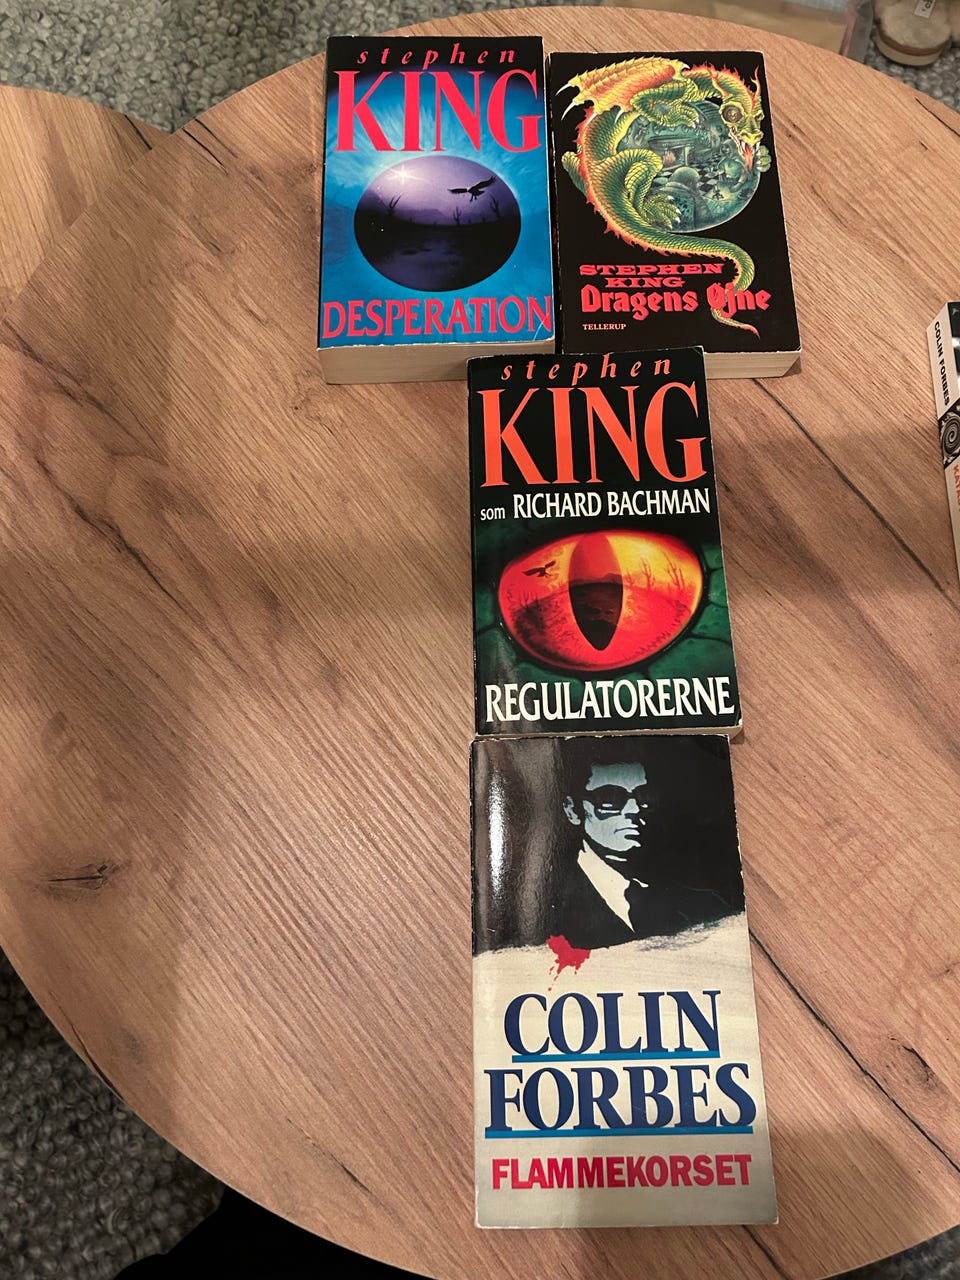 stephen
KING
DESPERATION
STEPHEN
KING
Dragens Øjne
TELLERUP
stephen
KING
som RICHARD BACHMAN
REGULATORERNE
COLIN
FORBES
FLAMMEKORSET
COLIN FORBES